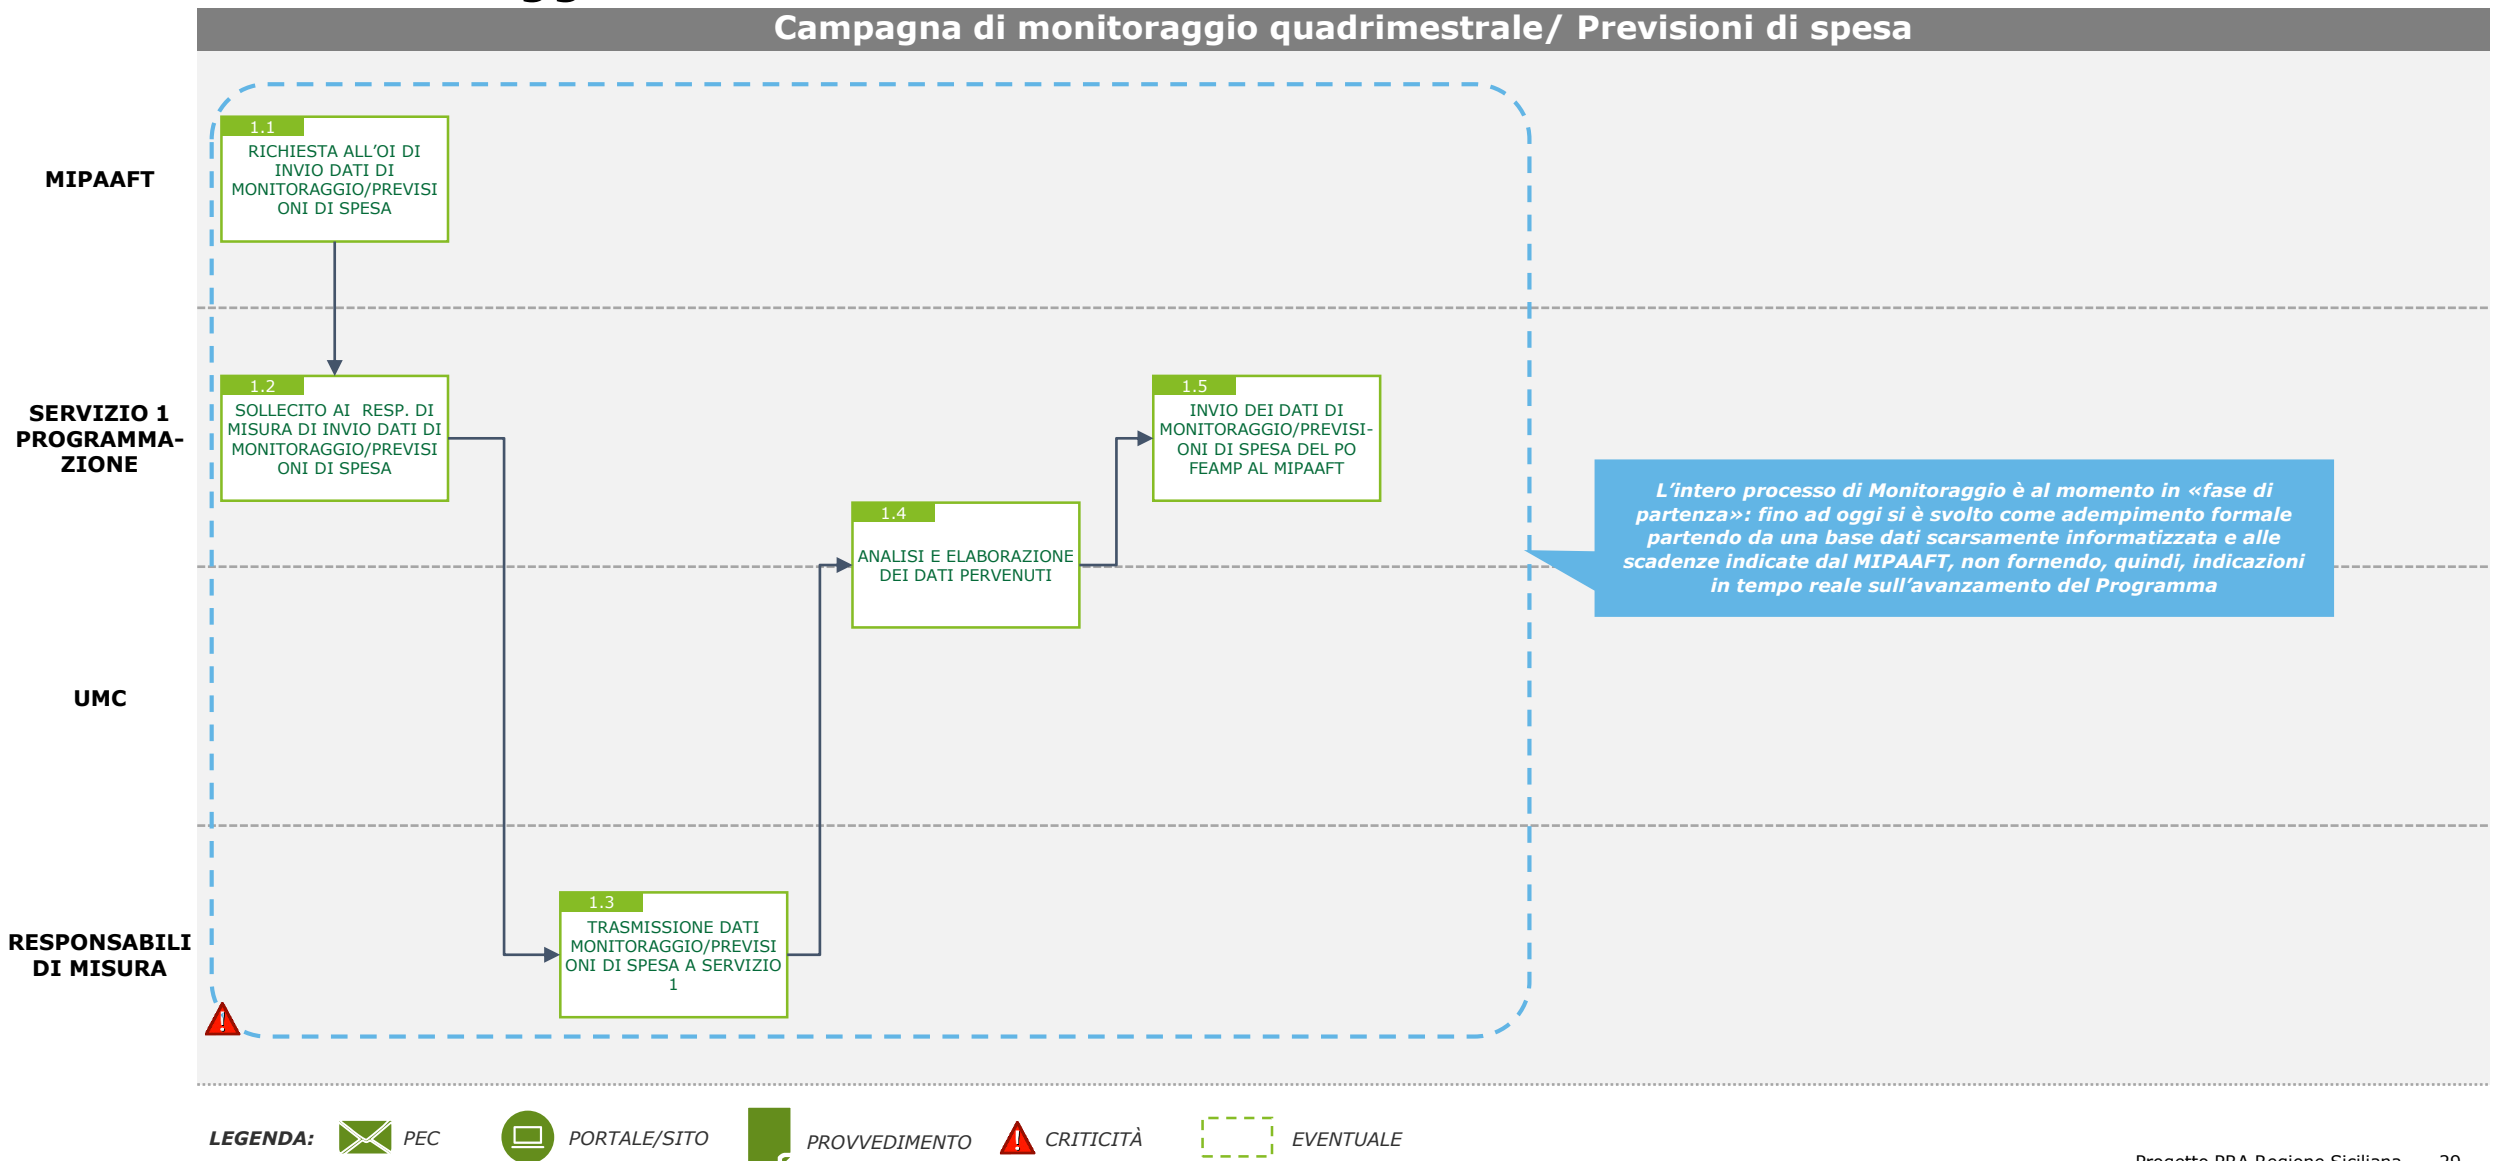 Campagna di monitoraggio quadrimestrale/ Previsioni di spesa
MIPAAFT
1.1
RICHIESTA ALL'OI DI
INVIO DATI DI
MONITORAGGIO/PREVISI
ONI DI SPESA
SERVIZIO 1
PROGRAMMA-
ZIONE
1.2
SOLLECITO AI  RESP. DI
MISURA DI INVIO DATI DI
MONITORAGGIO/PREVISI
ONI DI SPESA
1.5
INVIO DEI DATI DI
MONITORAGGIO/PREVISI-
ONI DI SPESA DEL PO
FEAMP AL MIPAAFT
1.4
ANALISI E ELABORAZIONE
DEI DATI PERVENUTI
L'intero processo di Monitoraggio è al momento in «fase di
partenza»: fino ad oggi si è svolto come adempimento formale
partendo da una base dati scarsamente informatizzata e alle
scadenze indicate dal MIPAAFT, non fornendo, quindi, indicazioni
in tempo reale sull'avanzamento del Programma
UMC
RESPONSABILI
DI MISURA
1.3
TRASMISSIONE DATI
MONITORAGGIO/PREVISI
ONI DI SPESA A SERVIZIO
1
LEGENDA:
PEC
PORTALE/SITO
PROVVEDIMENTO
CRITICITÀ
EVENTUALE
Progetto PRA Regione Siciliana